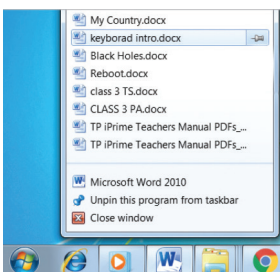 My Country.docx
keyborad intro.docx
Black Holes.docx
Reboot.docx
class 3 TS.docx
CLASS 3 PA.docx
TP iPrime Teachers Manual PDFs_...
TP iPrime Teachers Manual PDFs_...
Microsoft Word 2010
Unpin this program from taskbar
Close window